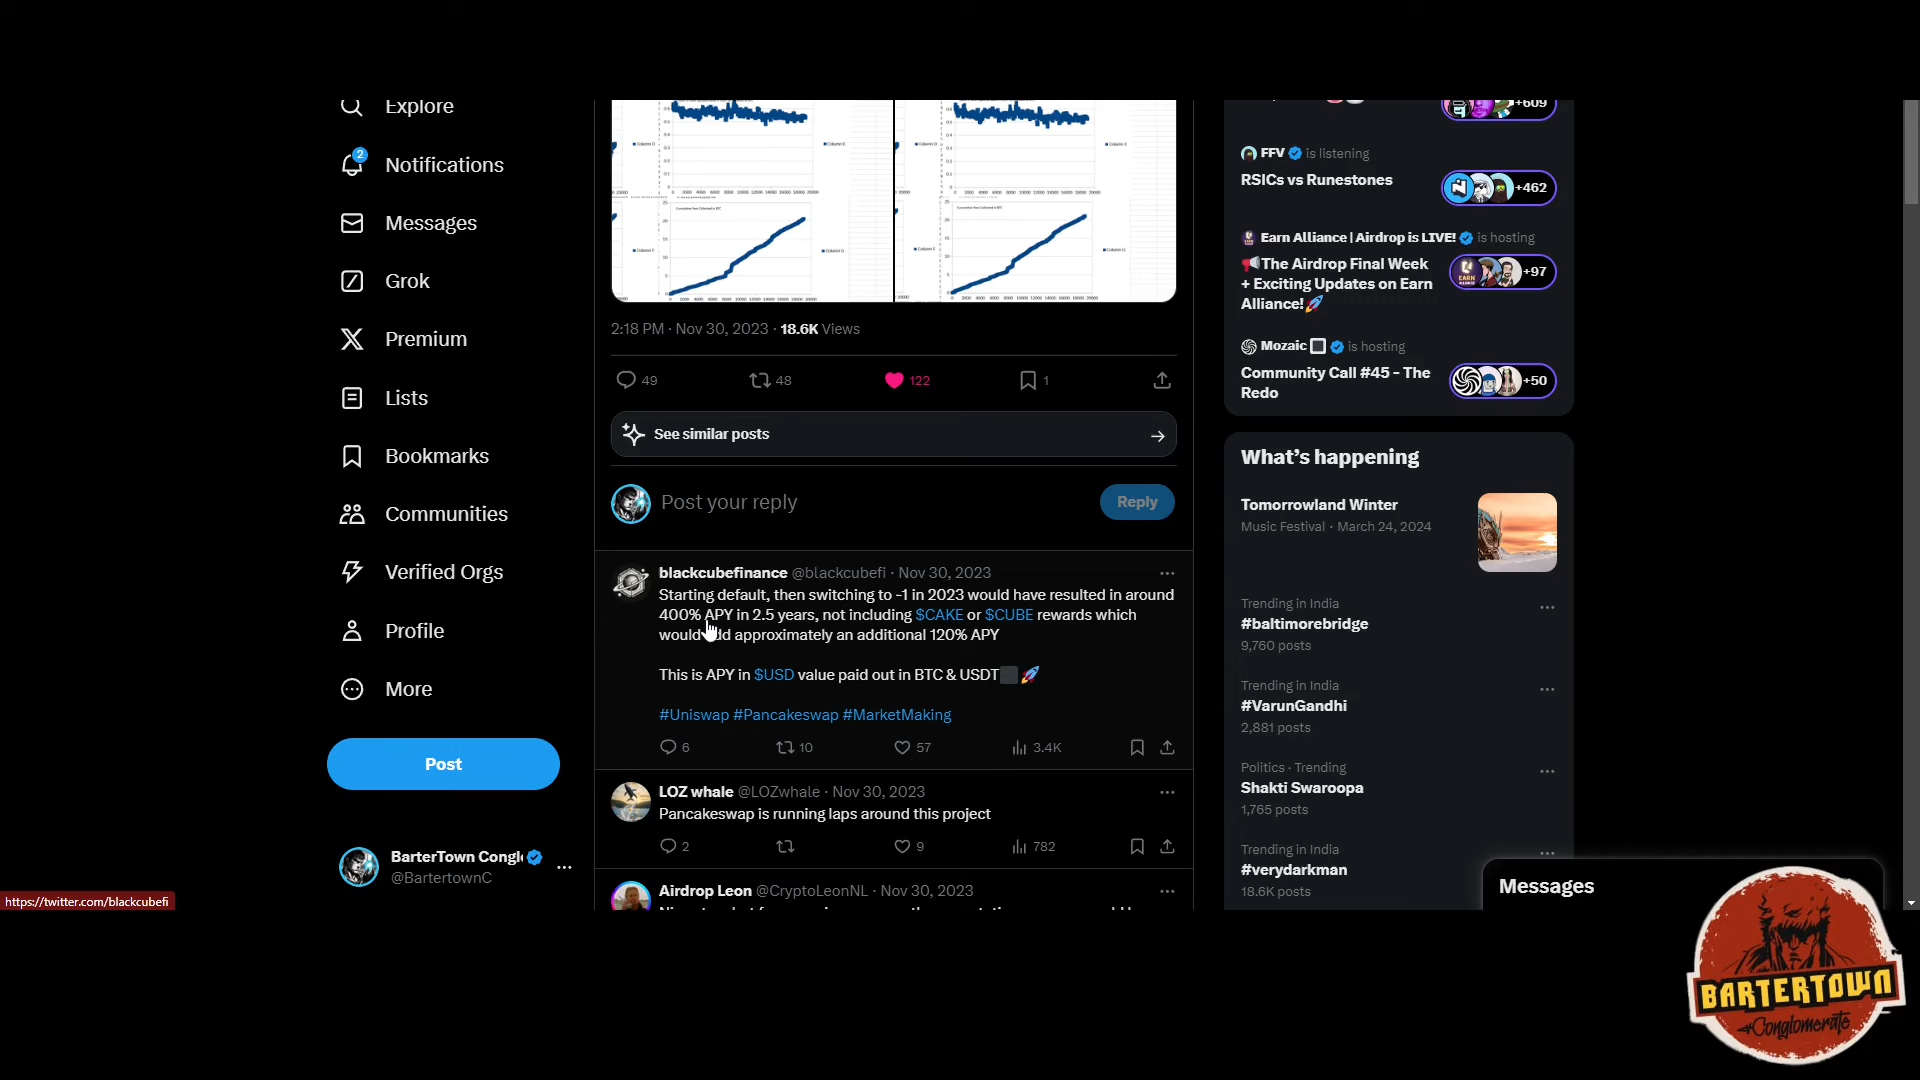 Explore
Notifications
2
Messages
Grok
Premium
Lists
Bookmarks
Communities
Verified Orgs
Profile
More
Post
BarterTown Congl
@BartertownC
https://twitter.com/blackcubefi
2:18 PM · Nov 30, 2023 · 18.6K Views
49
48
122
1
See similar posts
Post your reply
Reply
blackcubefinance @blackcubefi · Nov 30, 2023
Starting default, then switching to -1 in 2023 would have resulted in around
400% APY in 2.5 years, not including $CAKE or $CUBE rewards which
would add approximately an additional 120% APY
This is APY in $USD value paid out in BTC & USDT
#Uniswap #Pancakeswap #MarketMaking
6
10
57
3.4K
LOZ whale @LOZwhale · Nov 30, 2023
Pancakeswap is running laps around this project
2
9
782
Airdrop Leon @CryptoLeonNL · Nov 30, 2023
+609
FFV is listening
RSICs vs Runestones
+462
Earn Alliance | Airdrop is LIVE! is hosting
The Airdrop Final Week
+ Exciting Updates on Earn
Alliance!
+97
Mozaic is hosting
Community Call #45 - The
Redo
+50
What's happening
Tomorrowland Winter
Music Festival · March 24, 2024
Trending in India
#baltimorebridge
9,760 posts
Trending in India
#VarunGandhi
2,881 posts
Politics · Trending
Shakti Swaroopa
1,765 posts
Trending in India
#verydarkman
18.6K posts
Messages
BARTERTOWN
Conglomerate